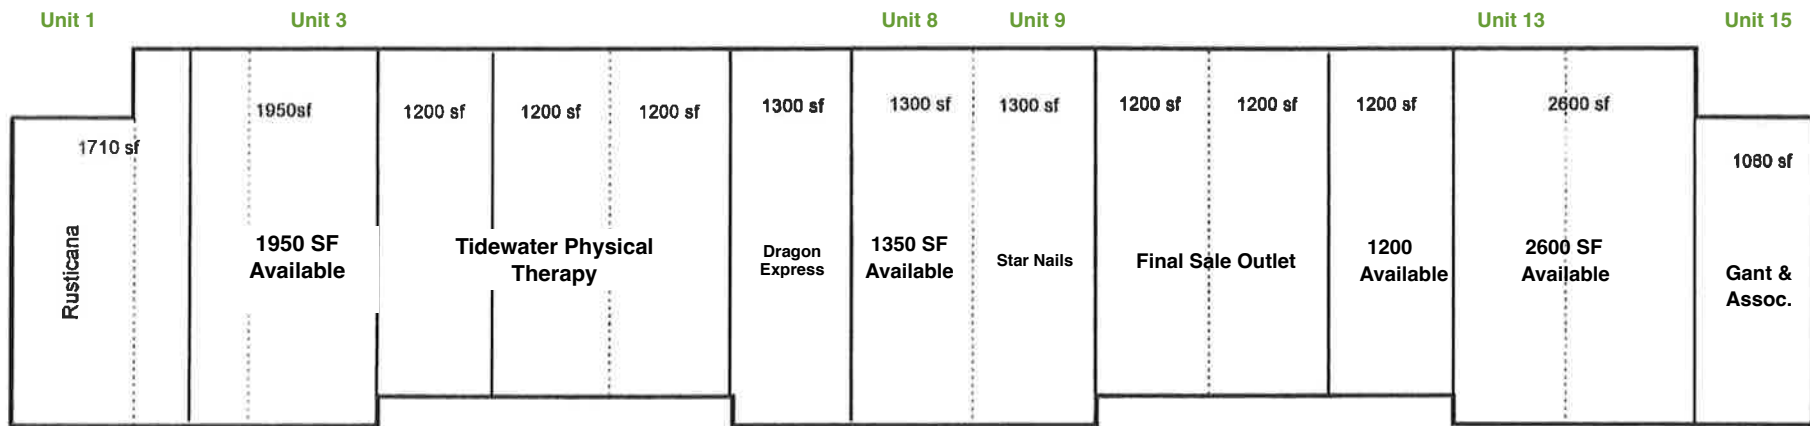 Unit 1
Unit 3
Unit 8
Unit 9
Unit 13
Unit 15
1710 sf
1950sf
1200 sf
1200 sf
1200 sf
1300 sf
1300 sf
1300 sf
1200 sf
1200 sf
1200 sf
2600 sf
1060 sf
Rusticana
1950 SF
Available
Tidewater Physical
Therapy
Dragon
Express
1350 SF
Available
Star Nails
Final Sale Outlet
1200
Available
2600 SF
Available
Gant &
Assoc.